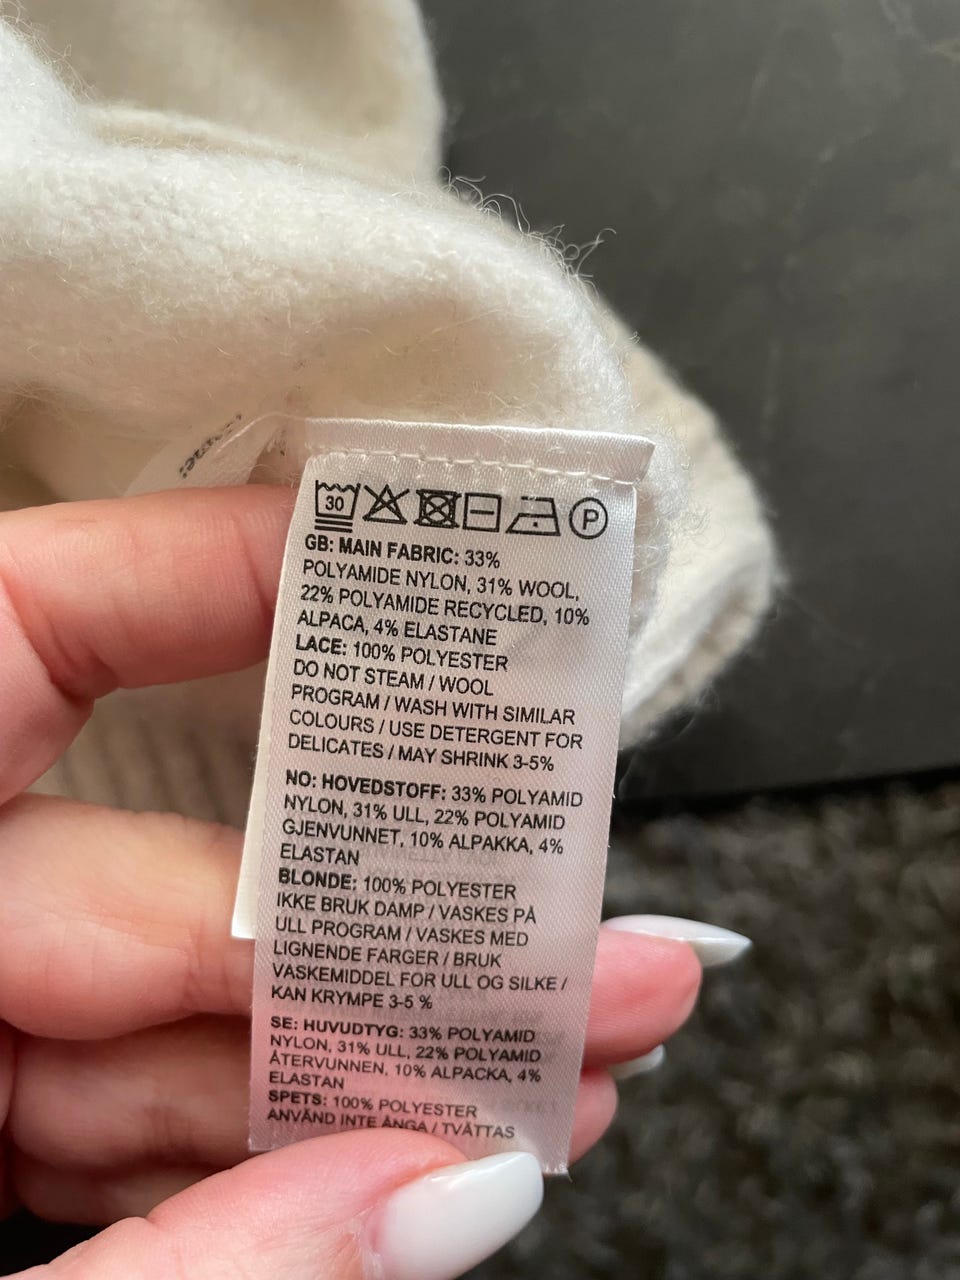 30 P
GB: MAIN FABRIC: 33%
POLYAMIDE NYLON, 31% WOOL,
22% POLYAMIDE RECYCLED, 10%
ALPACA, 4% ELASTANE
LACE: 100% POLYESTER
DO NOT STEAM / WOOL
PROGRAM / WASH WITH SIMILAR
COLOURS / USE DETERGENT FOR
DELICATES / MAY SHRINK 3-5%
NO: HOVEDSTOFF: 33% POLYAMID
NYLON, 31% ULL, 22% POLYAMID
GJENVUNNET, 10% ALPAKKA, 4%
ELASTAN
BLONDE: 100% POLYESTER
IKKE BRUK DAMP / VASKES PÅ
ULL PROGRAM / VASKES MED
LIGNENDE FARGER / BRUK
VASKEMIDDEL FOR ULL OG SILKE /
KAN KRYMPE 3-5 %
SE: HUVUDTYG: 33% POLYAMID
NYLON, 31% ULL, 22% POLYAMID
ÅTERVUNNEN, 10% ALPACKA, 4%
ELASTAN
SPETS: 100% POLYESTER
ANVÄND INTE ÅNGA / TVÄTTAS